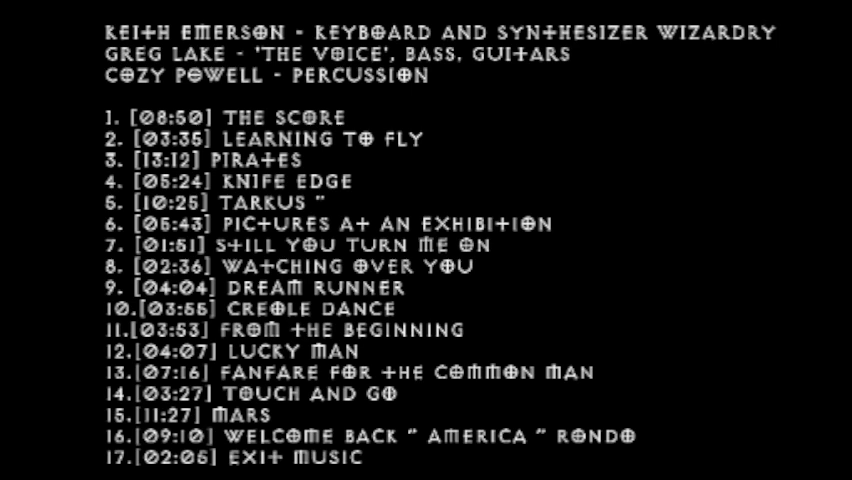 KEITH EMERSON - KEYBOARD AND SYNTHESIZER WIZARDRY
GREG LAKE - 'THE VOICE', BASS, GUITARS
COZY POWELL - PERCUSSION
1. [08:50] THE SCORE
2. [03:35] LEARNING TO FLY
3. [13:12] PIRATES
4. [05:24] KNIFE EDGE
5. [10:25] TARKUS "
6. [05:43] PICTURES AT AN EXHIBITION
7. [01:51] STILL YOU TURN ME ON
8. [02:36] WATCHING OVER YOU
9. [04:04] DREAM RUNNER
10.[03:55] CREOLE DANCE
11.[03:53] FROM THE BEGINNING
12.[04:07] LUCKY MAN
13.[07:16] FANFARE FOR THE COMMON MAN
14.[03:27] TOUCH AND GO
15.[11:27] MARS
16.[09:10] WELCOME BACK " AMERICA " RONDO
17.[02:05] EXIT MUSIC